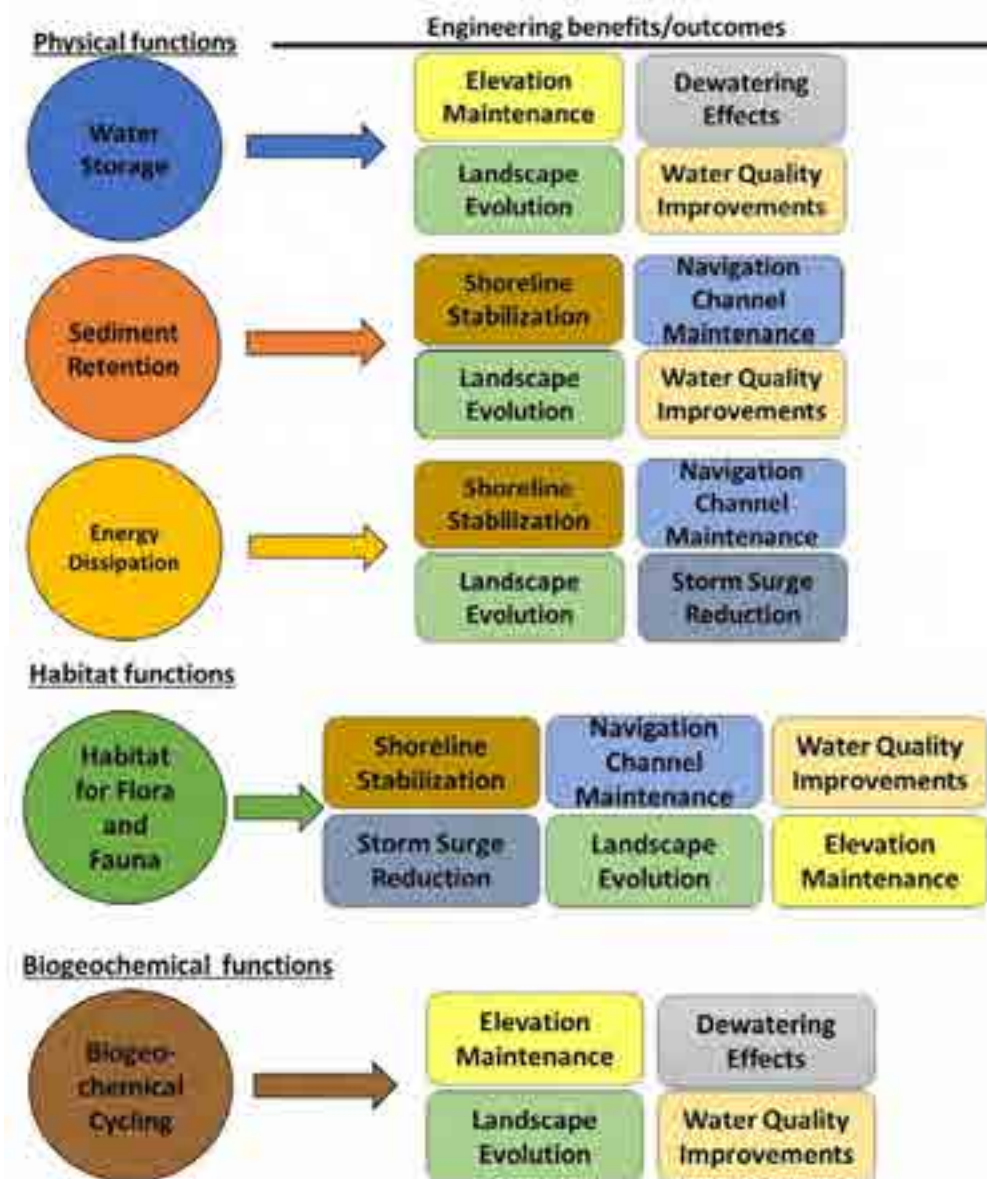 Physical functions
Engineering benefits/outcomes
Water
Storage
Elevation
Maintenance
Dewatering
Effects
Landscape
Evolution
Water Quality
Improvements
Sediment
Retention
Shoreline
Stabilization
Navigation
Channel
Maintenance
Landscape
Evolution
Water Quality
Improvements
Energy
Dissipation
Shoreline
Stabilization
Navigation
Channel
Maintenance
Landscape
Evolution
Storm Surge
Reduction
Habitat functions
Habitat
for Flora
and
Fauna
Shoreline
Stabilization
Navigation
Channel
Maintenance
Water Quality
Improvements
Storm Surge
Reduction
Landscape
Evolution
Elevation
Maintenance
Biogeochemical functions
Biogeo-
chemical
Cycling
Elevation
Maintenance
Dewatering
Effects
Landscape
Evolution
Water Quality
Improvements